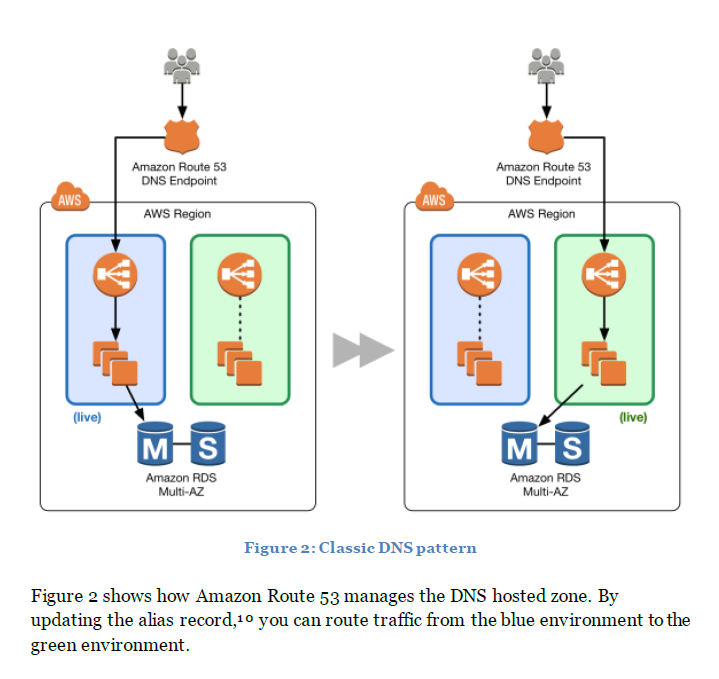 Amazon Route 53
DNS Endpoint
AWS
AWS Region
(live)
M S
Amazon RDS
Multi-AZ
Amazon Route 53
DNS Endpoint
AWS
AWS Region
(live)
M S
Amazon RDS
Multi-AZ
Figure 2: Classic DNS pattern
Figure 2 shows how Amazon Route 53 manages the DNS hosted zone. By
updating the alias record,¹⁰ you can route traffic from the blue environment to the
green environment.